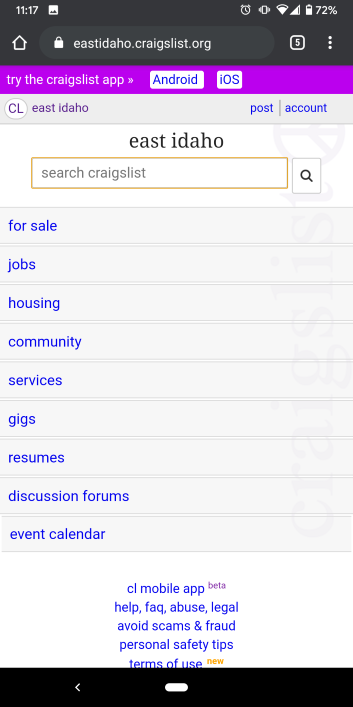 11:17 72%
eastidaho.craigslist.org 5
try the craigslist app » Android iOS
CL east idaho post account
east idaho
search craigslist
for sale
jobs
housing
community
services
gigs
resumes
discussion forums
event calendar
craigslist
cl mobile app beta
help, faq, abuse, legal
avoid scams & fraud
personal safety tips
terms of use new